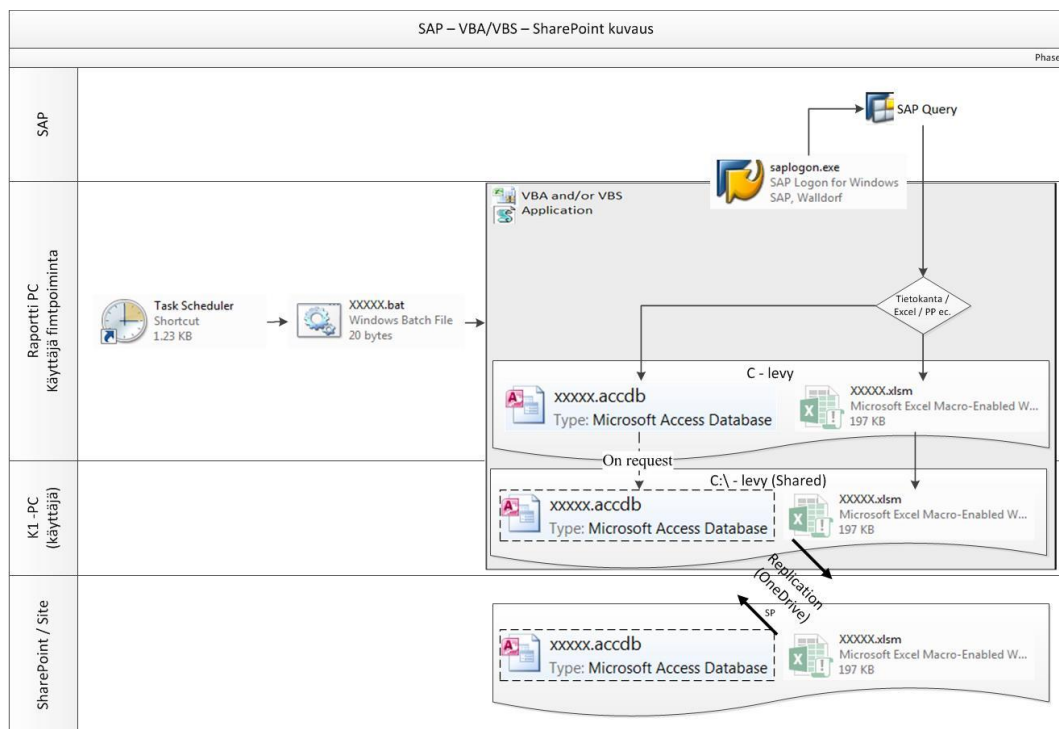 SAP – VBA/VBS – SharePoint kuvaus
Phase
SAP
SAP Query
saplogon.exe
SAP Logon for Windows
SAP, Walldorf
Raportti PC
Käyttäjä fimtpoiminta
VBA and/or VBS
Application
Task Scheduler
Shortcut
1.23 KB
XXXXX.bat
Windows Batch File
20 bytes
Tietokanta /
Excel / PP ec.
C - levy
xxxxx.accdb
Type: Microsoft Access Database
XXXXX.xlsm
Microsoft Excel Macro-Enabled W...
197 KB
On request
K1 -PC
(käyttäjä)
C:\ - levy (Shared)
xxxxx.accdb
Type: Microsoft Access Database
XXXXX.xlsm
Microsoft Excel Macro-Enabled W...
197 KB
Replication
(OneDrive)
SP
SharePoint / Site
xxxxx.accdb
Type: Microsoft Access Database
XXXXX.xlsm
Microsoft Excel Macro-Enabled W...
197 KB